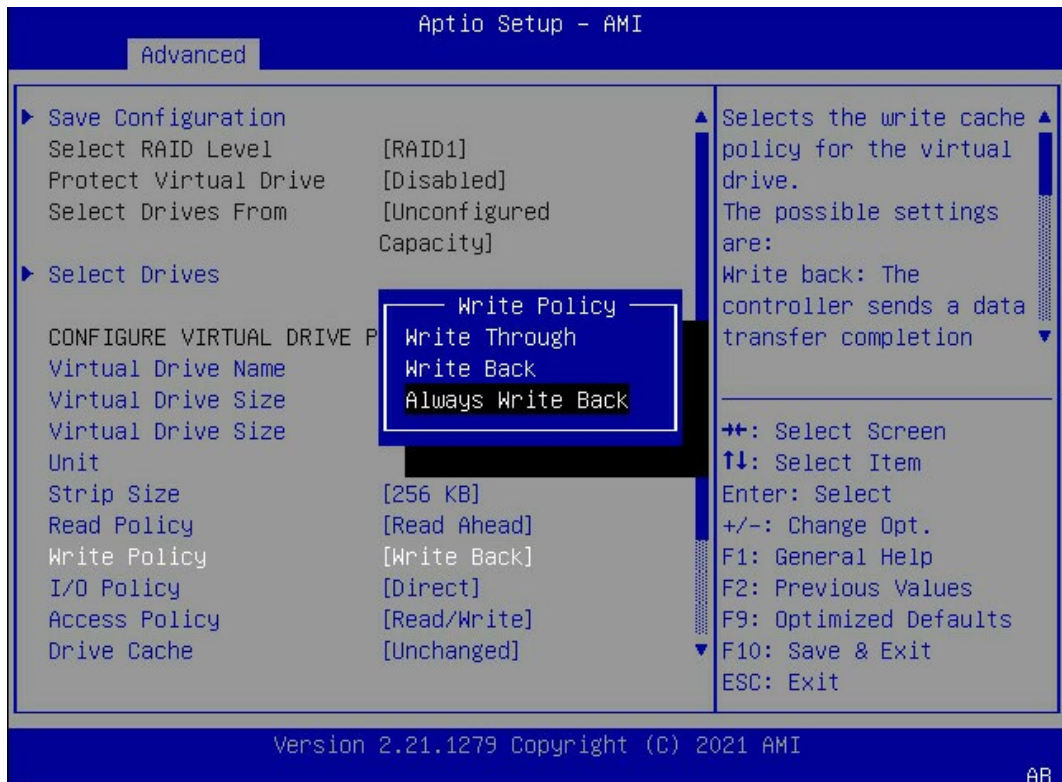 Aptio Setup – AMI
Advanced
Save Configuration
Select RAID Level [RAID1]
Protect Virtual Drive [Disabled]
Select Drives From [Unconfigured
Capacity]
Select Drives
CONFIGURE VIRTUAL DRIVE P
Virtual Drive Name
Virtual Drive Size
Virtual Drive Size
Unit
Strip Size [256 KB]
Read Policy [Read Ahead]
Write Policy [Write Back]
I/O Policy [Direct]
Access Policy [Read/Write]
Drive Cache [Unchanged]
Write Policy
Write Through
Write Back
Always Write Back
Selects the write cache
policy for the virtual
drive.
The possible settings
are:
Write back: The
controller sends a data
transfer completion
→←: Select Screen
↑↓: Select Item
Enter: Select
+/-: Change Opt.
F1: General Help
F2: Previous Values
F9: Optimized Defaults
F10: Save & Exit
ESC: Exit
Version 2.21.1279 Copyright (C) 2021 AMI
AB